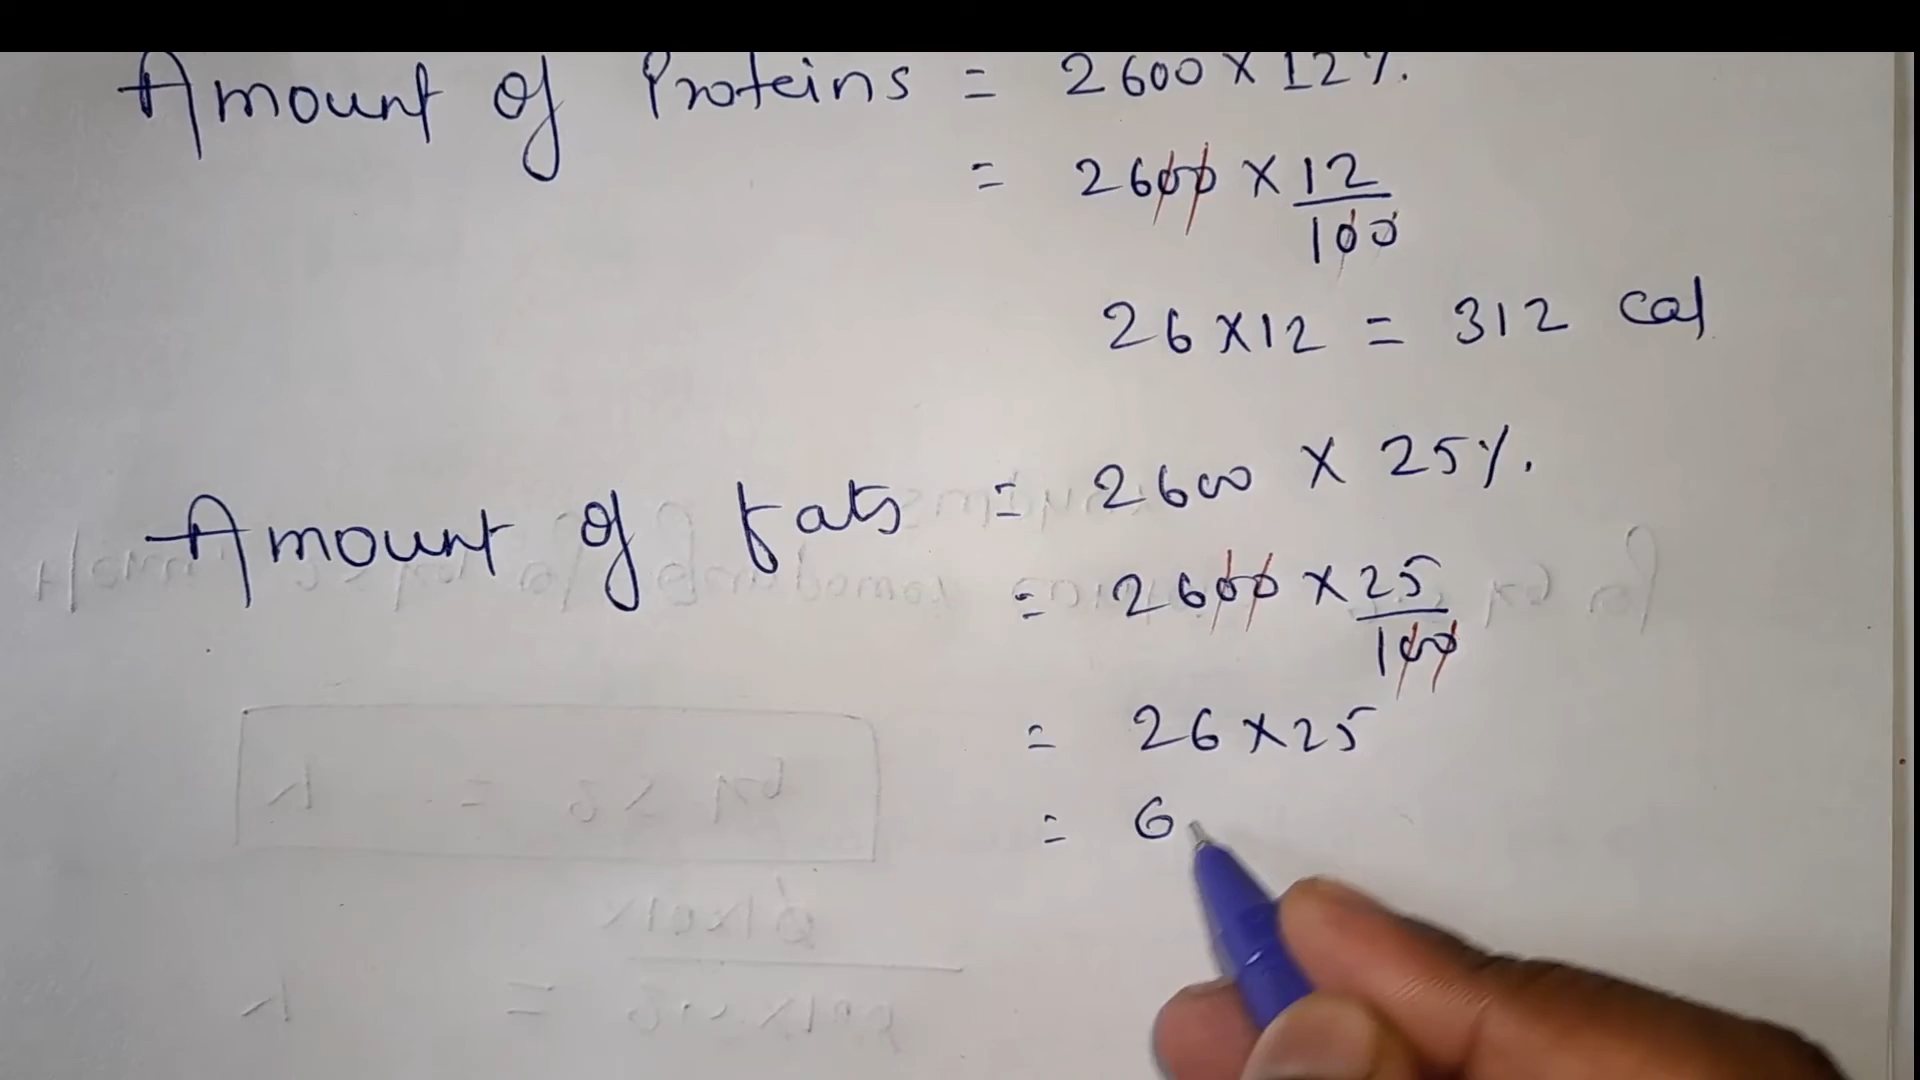 Amount of Proteins = 2600 × 12%.
= 2600 × 12/100
26 × 12 = 312 cal
Amount of fats = 2600 × 25%.
= 2600 × 25/100
= 26 × 25
= 6